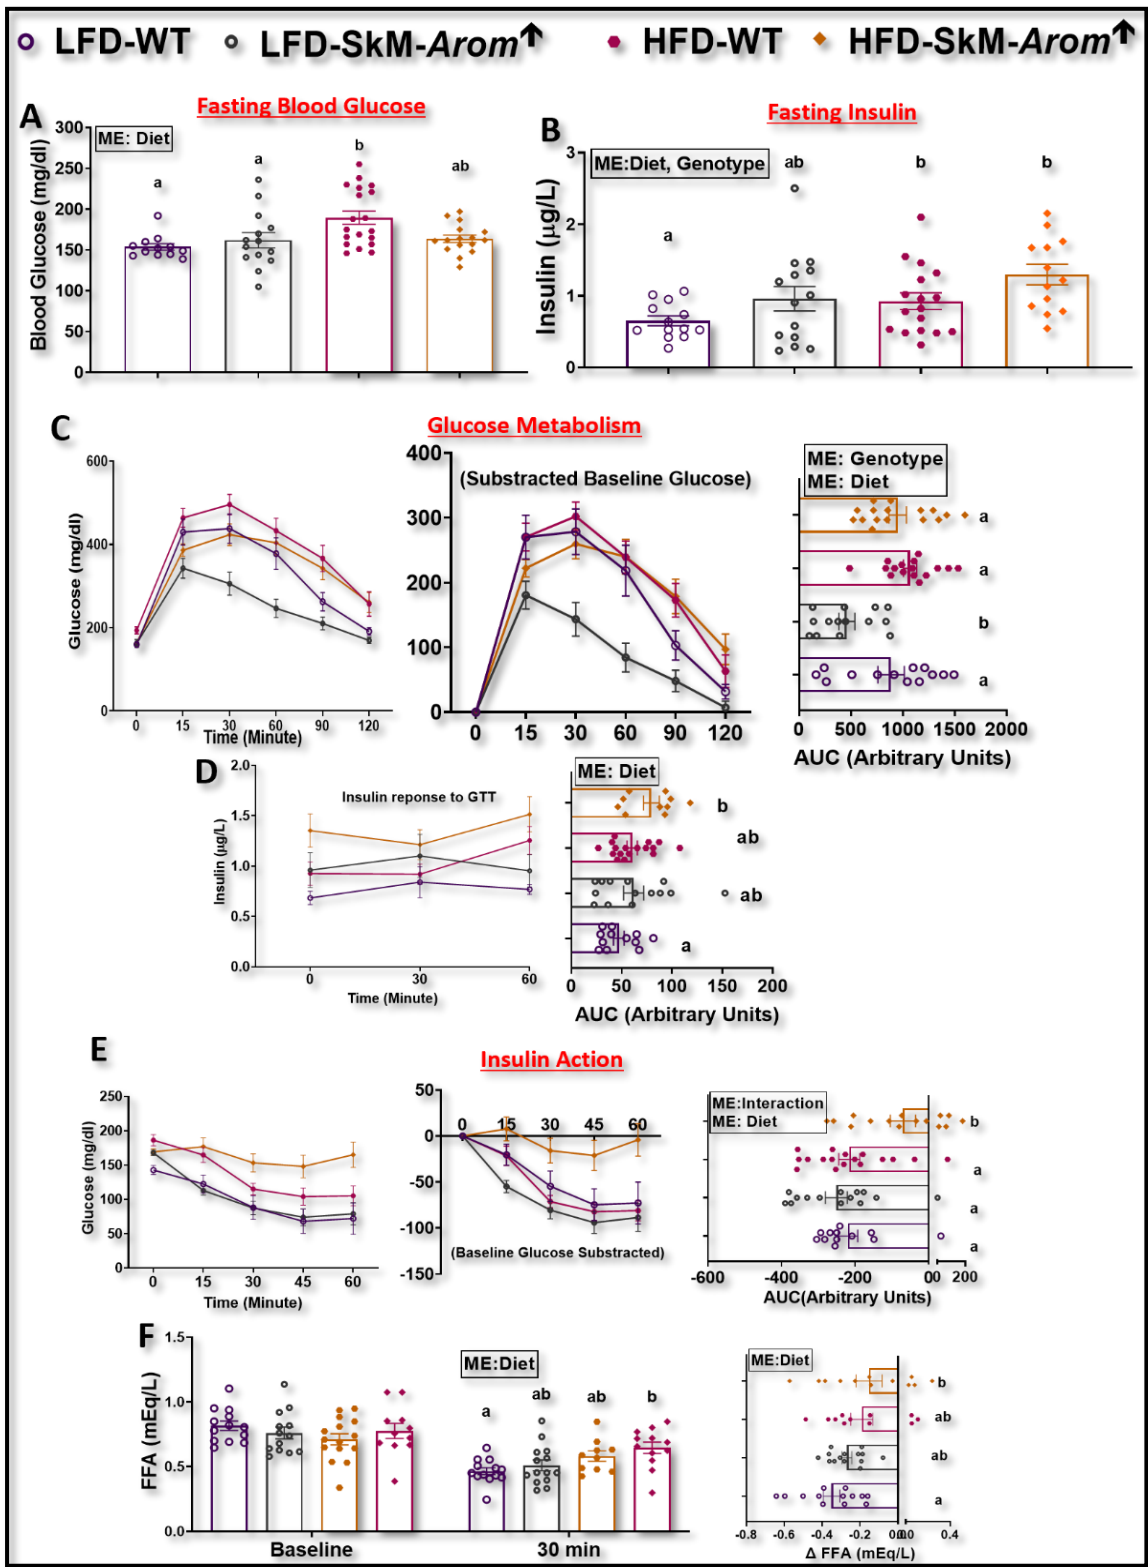 LFD-WT LFD-SkM-Arom↑ HFD-WT HFD-SkM-Arom↑
A
Fasting Blood Glucose
ME: Diet
Blood Glucose (mg/dl)
300
250
200
150
100
50
0
a
a
b
ab
B
Fasting Insulin
ME:Diet, Genotype
Insulin (µg/L)
3
2
1
0
a
ab
b
b
C
Glucose Metabolism
Glucose (mg/dl)
600
400
200
0
0 15 30 60 90 120
Time (Minute)
(Substracted Baseline Glucose)
400
300
200
100
0
0 15 30 60 90 120
ME: Genotype
ME: Diet
a
a
b
a
0 500 1000 1500 2000
AUC (Arbitrary Units)
D
Insulin reponse to GTT
Insulin (µg/L)
2.0
1.5
1.0
0.5
0.0
0 30 60
Time (Minute)
ME: Diet
b
ab
ab
a
0 50 100 150 200
AUC (Arbitrary Units)
E
Insulin Action
Glucose (mg/dl)
250
200
150
100
50
0
0 15 30 45 60
Time (Minute)
50
0
-50
-100
-150
0 15 30 45 60
(Baseline Glucose Substracted)
ME:Interaction
ME: Diet
b
a
a
a
-600 -400 -200 00 200
AUC(Arbitrary Units)
F
FFA (mEq/L)
1.5
1.0
0.5
0.0
ME:Diet
a
ab
ab
b
Baseline 30 min
ME:Diet
b
ab
ab
a
-0.8 -0.6 -0.4 -0.2 0.0 0.0 0.4
Δ FFA (mEq/L)